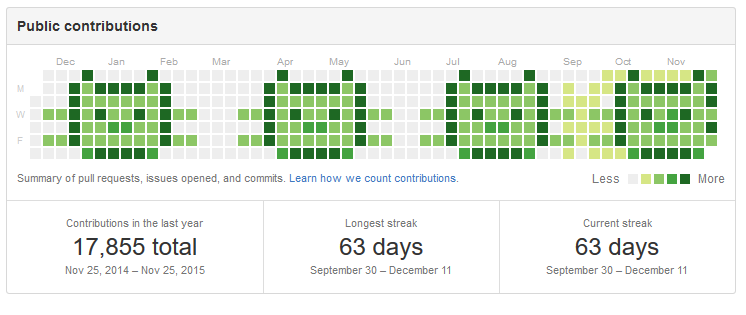 Public contributions
Dec Jan Feb Mar Apr May Jun Jul Aug Sep Oct Nov
M
W
F
Summary of pull requests, issues opened, and commits. Learn how we count contributions.
Less More
Contributions in the last year
17,855 total
Nov 25, 2014 – Nov 25, 2015
Longest streak
63 days
September 30 – December 11
Current streak
63 days
September 30 – December 11